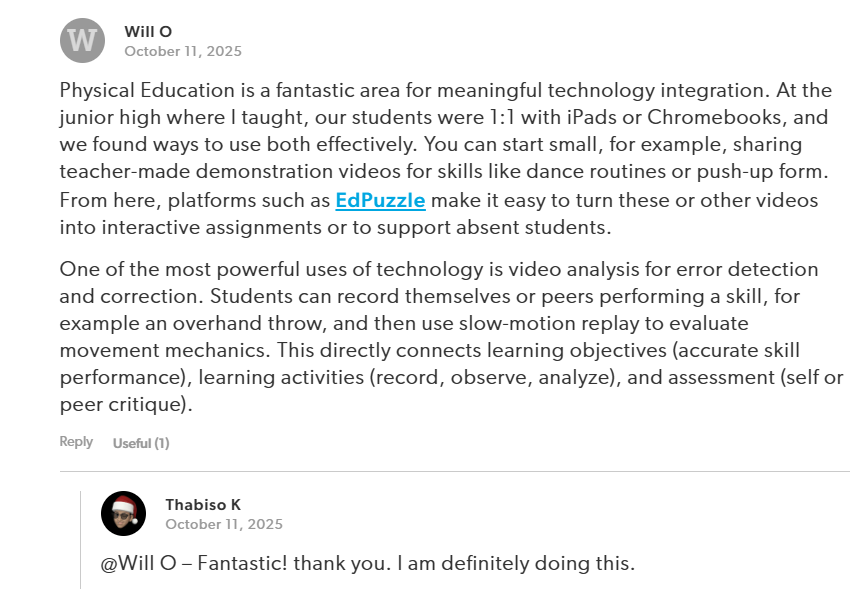 W
Will O
October 11, 2025
Physical Education is a fantastic area for meaningful technology integration. At the
junior high where I taught, our students were 1:1 with iPads or Chromebooks, and
we found ways to use both effectively. You can start small, for example, sharing
teacher-made demonstration videos for skills like dance routines or push-up form.
From here, platforms such as EdPuzzle make it easy to turn these or other videos
into interactive assignments or to support absent students.
One of the most powerful uses of technology is video analysis for error detection
and correction. Students can record themselves or peers performing a skill, for
example an overhand throw, and then use slow-motion replay to evaluate
movement mechanics. This directly connects learning objectives (accurate skill
performance), learning activities (record, observe, analyze), and assessment (self or
peer critique).
Reply Useful (1)
Thabiso K
October 11, 2025
@Will O – Fantastic! thank you. I am definitely doing this.